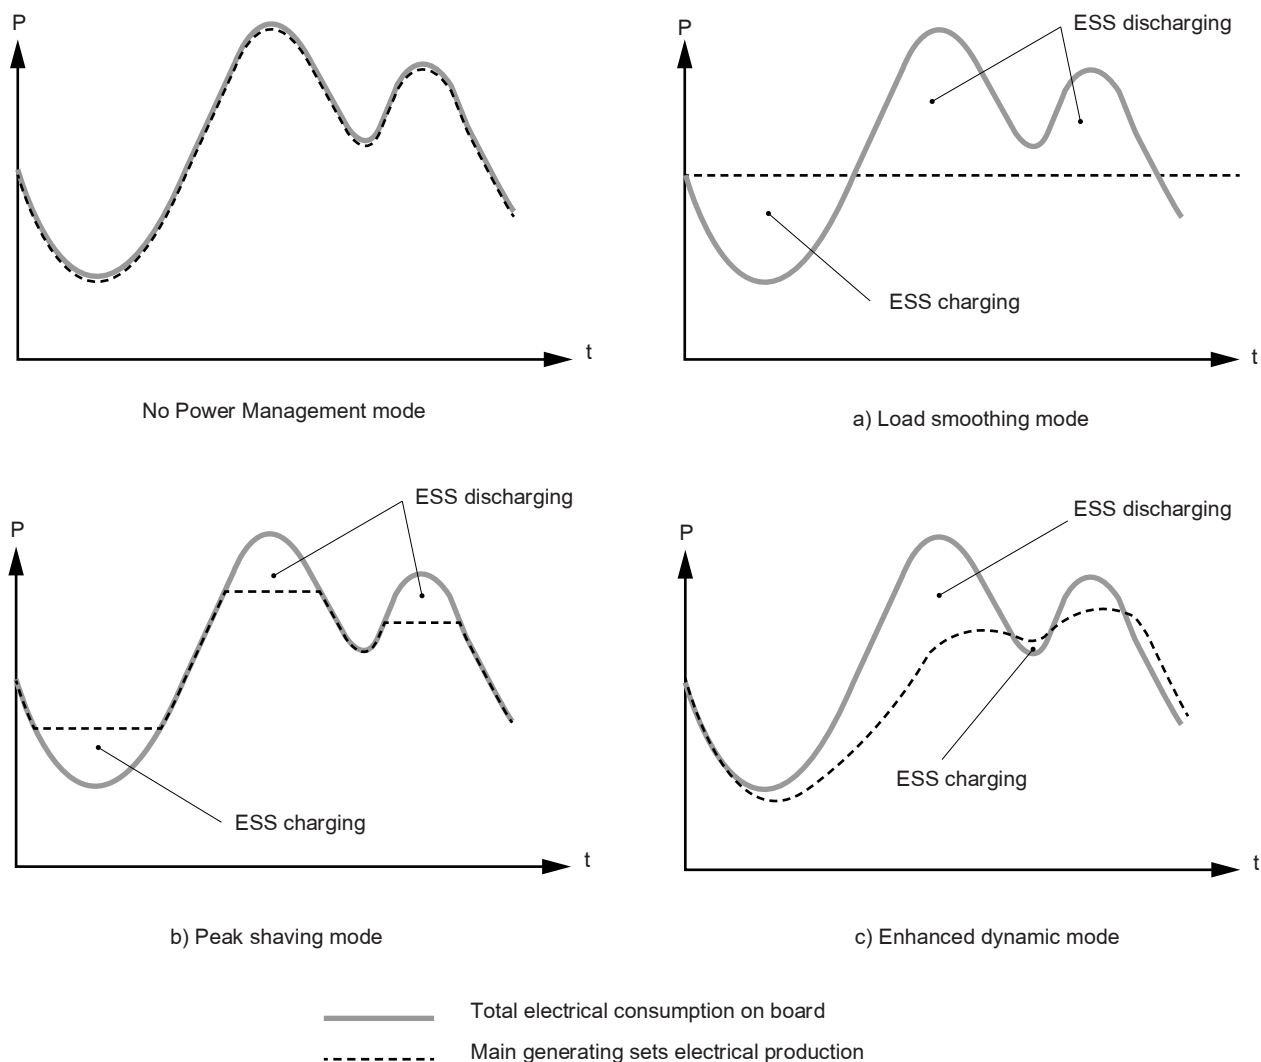 P
t
No Power Management mode
P
ESS discharging
ESS charging
t
a) Load smoothing mode
P
ESS discharging
ESS charging
t
b) Peak shaving mode
P
ESS discharging
ESS charging
t
c) Enhanced dynamic mode
Total electrical consumption on board
Main generating sets electrical production